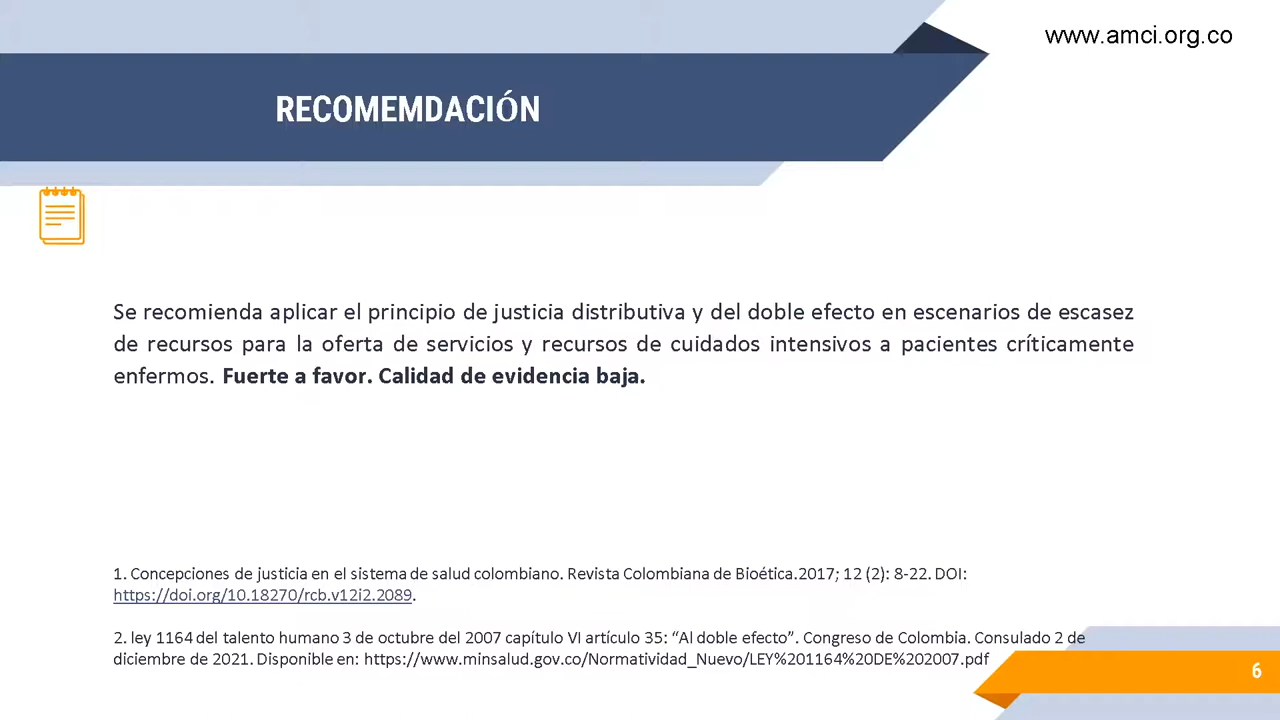 www.amci.org.co
RECOMEMDACIÓN
Se recomienda aplicar el principio de justicia distributiva y del doble efecto en escenarios de escasez
de recursos para la oferta de servicios y recursos de cuidados intensivos a pacientes críticamente
enfermos. Fuerte a favor. Calidad de evidencia baja.
1. Concepciones de justicia en el sistema de salud colombiano. Revista Colombiana de Bioética.2017; 12 (2): 8-22. DOI:
https://doi.org/10.18270/rcb.v12i2.2089.
2. ley 1164 del talento humano 3 de octubre del 2007 capítulo VI artículo 35: “Al doble efecto”. Congreso de Colombia. Consulado 2 de
diciembre de 2021. Disponible en: https://www.minsalud.gov.co/Normatividad_Nuevo/LEY%201164%20DE%202007.pdf
6